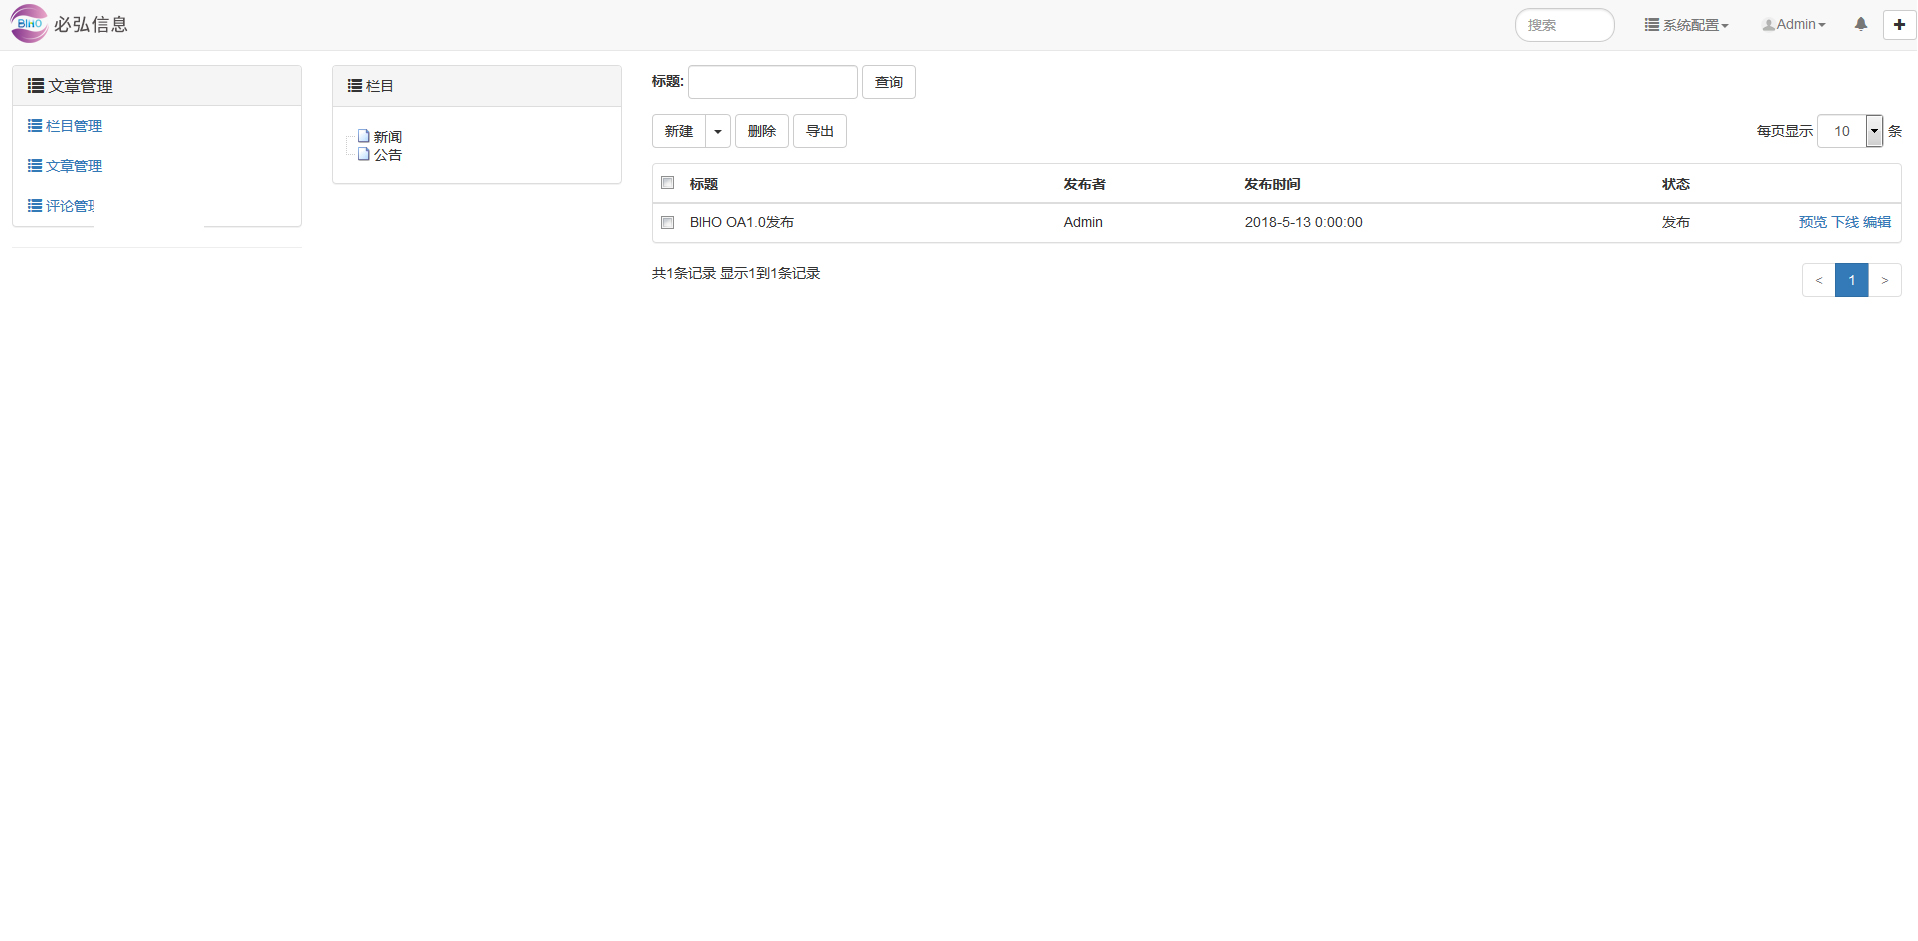 BIHO 必弘信息
搜索 系统配置 Admin
文章管理
栏目管理
文章管理
评论管
栏目
新闻
公告
标题: 查询
新建 删除 导出 每页显示 10 条
标题 发布者 发布时间 状态
BIHO OA1.0发布 Admin 2018-5-13 0:00:00 发布 预览 下线 编辑
共1条记录 显示1到1条记录 < 1 >